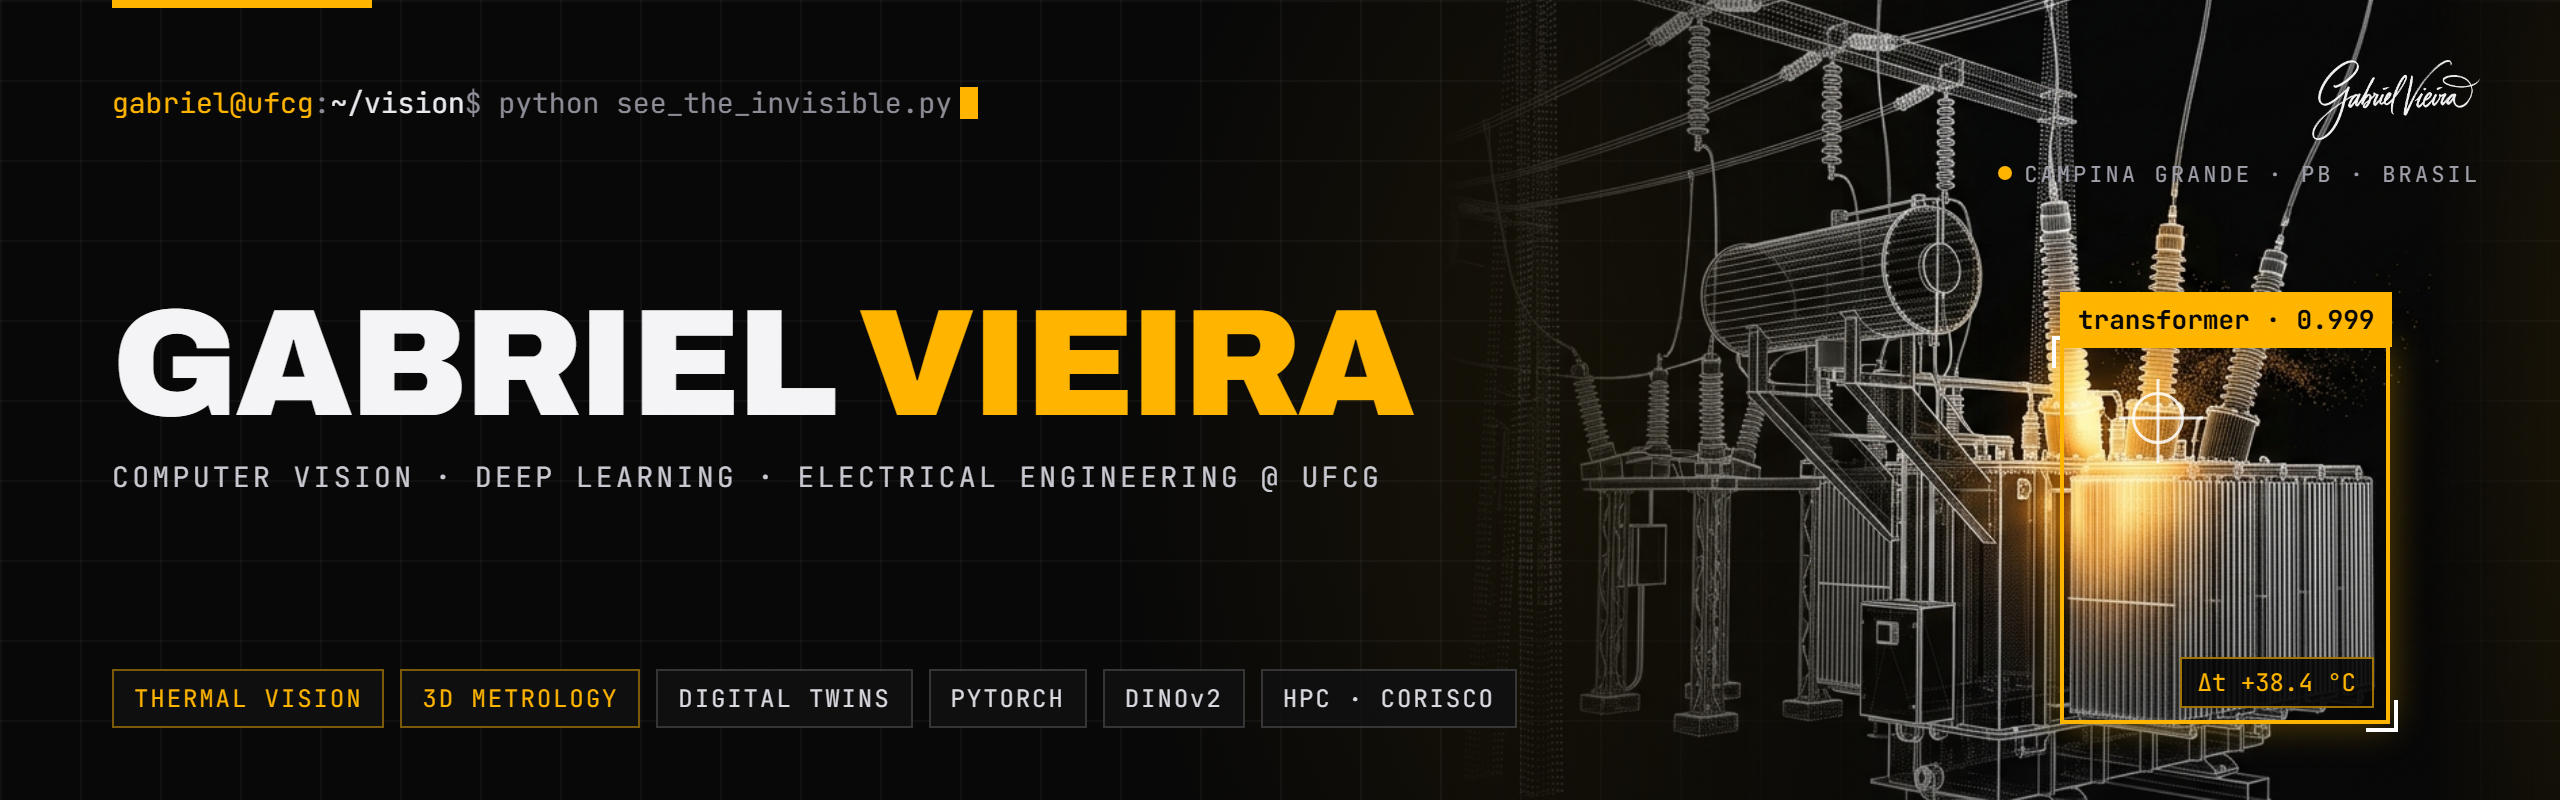 gabriel@ufcg:~/vision$ python see_the_invisible.py
Gabriel Vieira
CAMPINA GRANDE · PB · BRASIL
GABRIEL VIEIRA
COMPUTER VISION · DEEP LEARNING · ELECTRICAL ENGINEERING @ UFCG
transformer · 0.999
Δt +38.4 °C
THERMAL VISION
3D METROLOGY
DIGITAL TWINS
PYTORCH
DINOv2
HPC · CORISCO